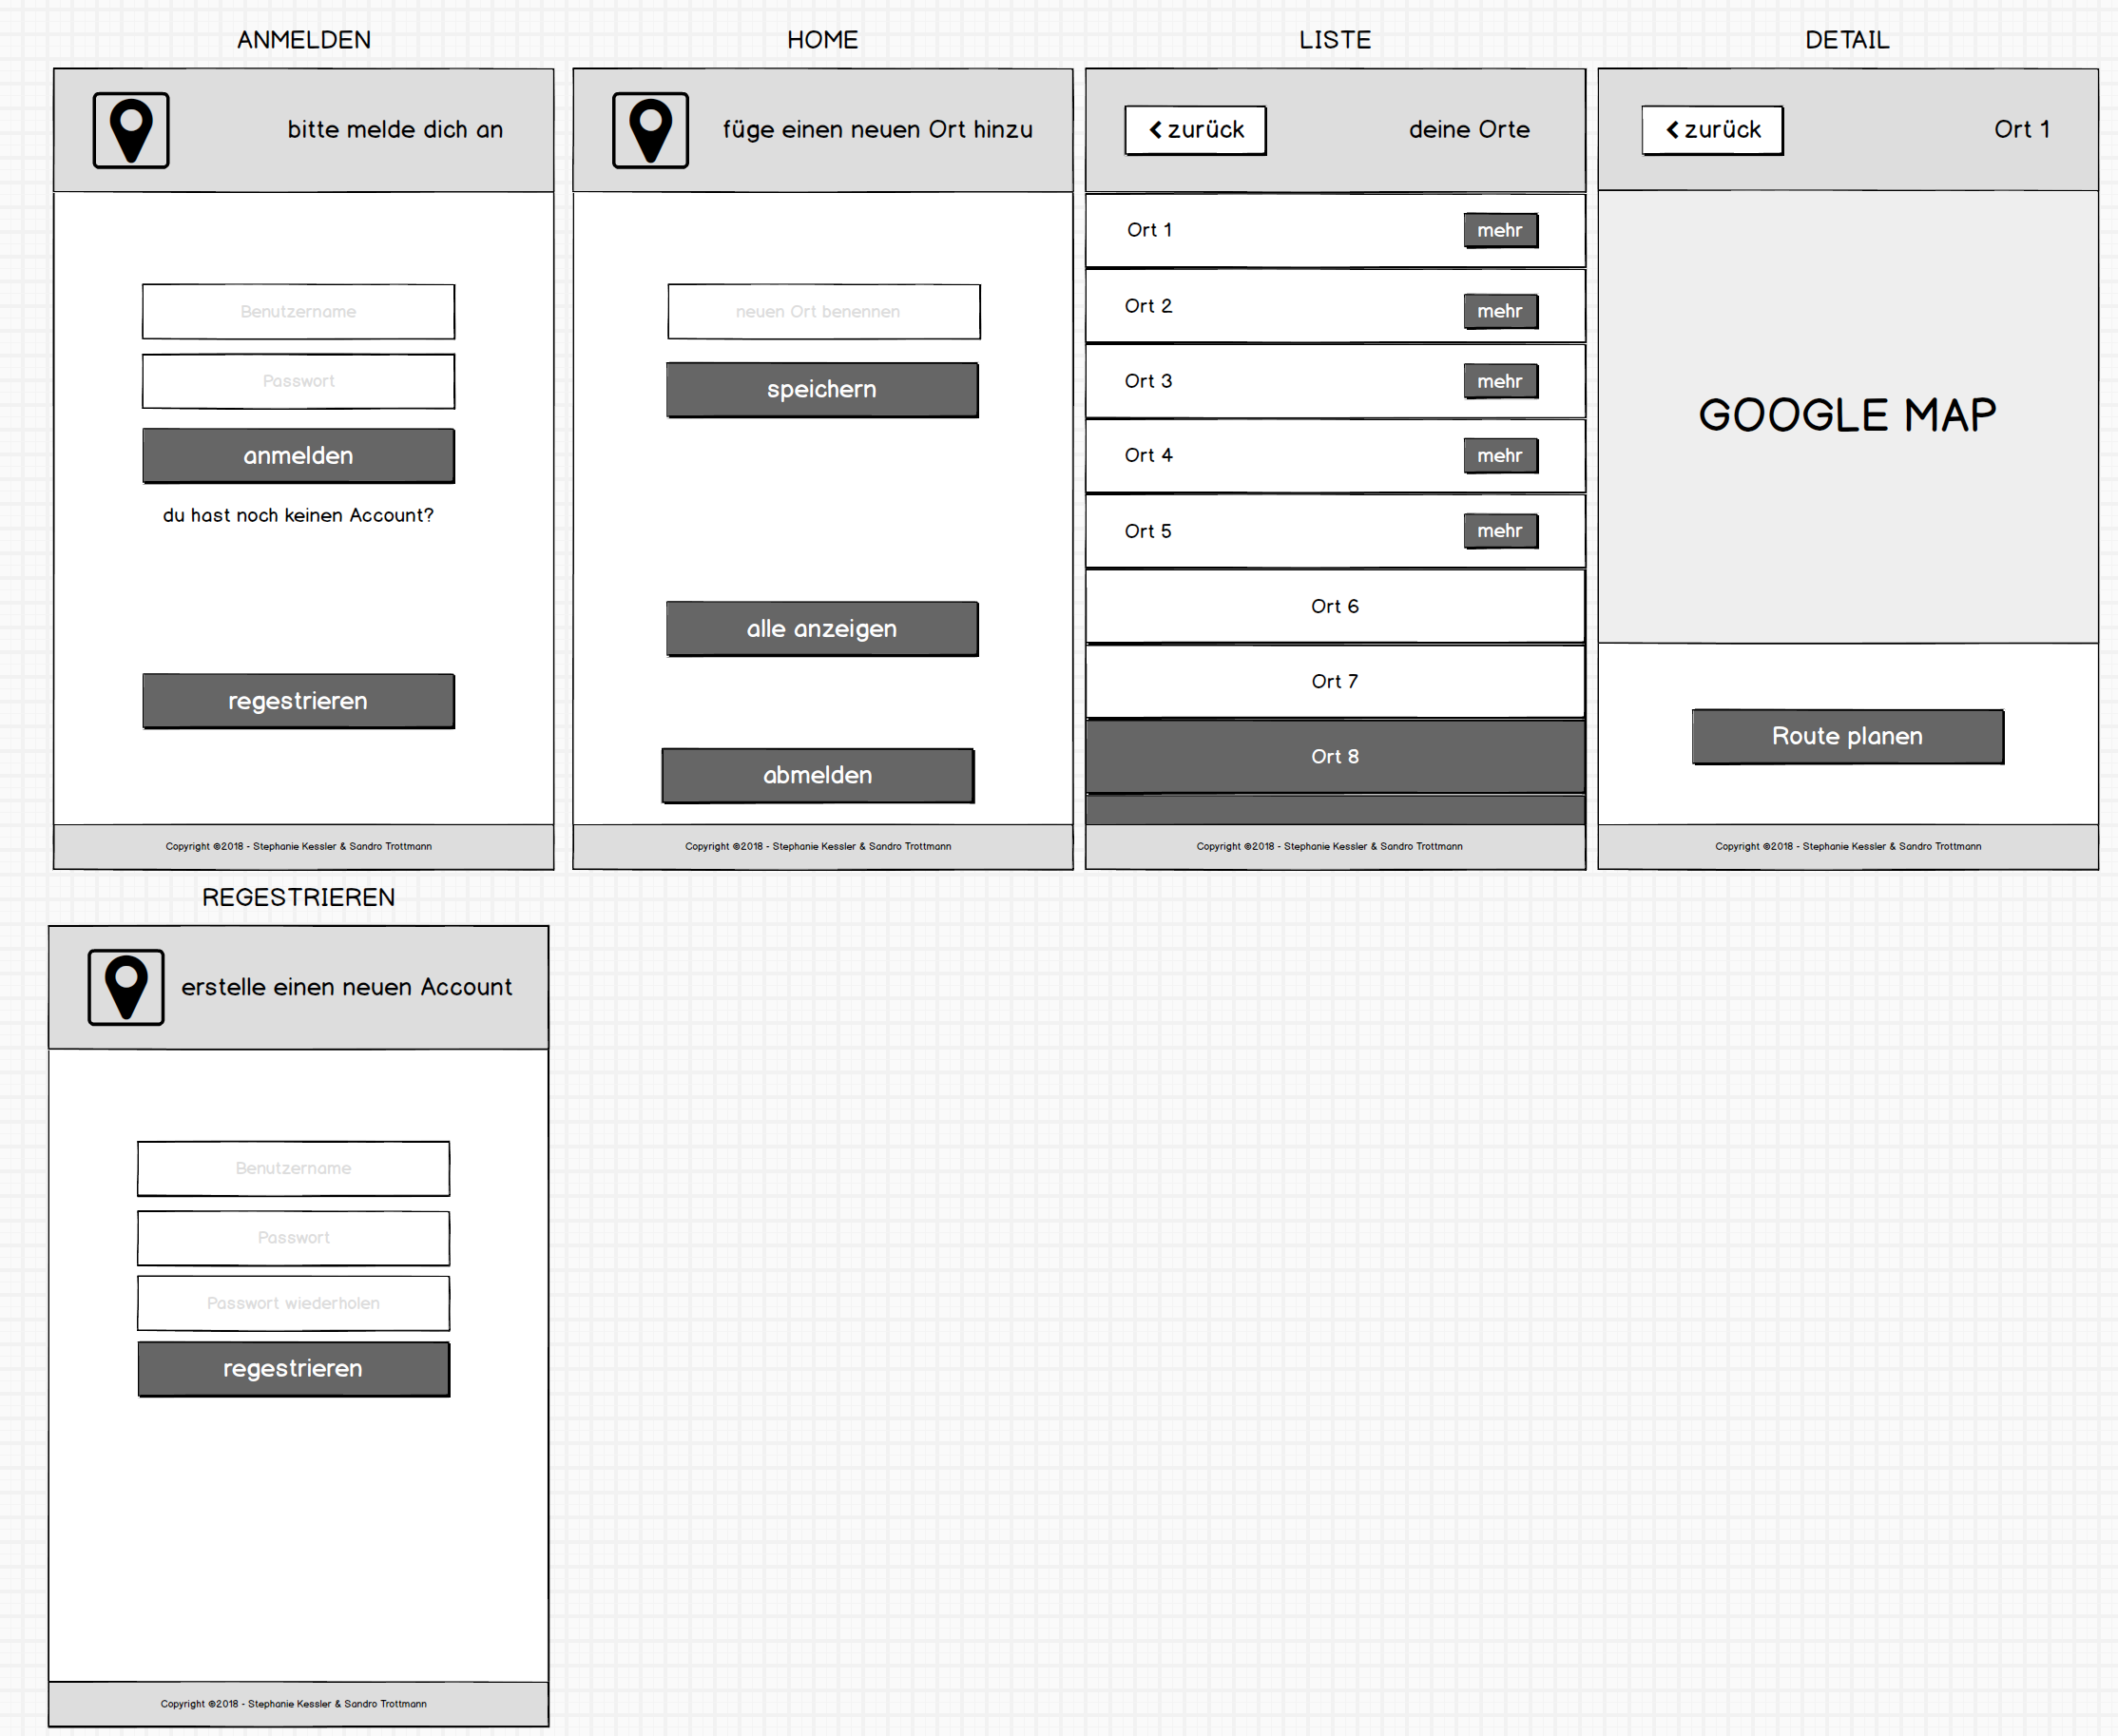 ANMELDEN
bitte melde dich an
Benutzername
Passwort
anmelden
du hast noch keinen Account?
regestrieren
Copyright ©2018 - Stephanie Kessler & Sandro Trottmann
HOME
füge einen neuen Ort hinzu
neuen Ort benennen
speichern
alle anzeigen
abmelden
Copyright ©2018 - Stephanie Kessler & Sandro Trottmann
LISTE
zurück
deine Orte
Ort 1
mehr
Ort 2
mehr
Ort 3
mehr
Ort 4
mehr
Ort 5
mehr
Ort 6
Ort 7
Ort 8
Copyright ©2018 - Stephanie Kessler & Sandro Trottmann
DETAIL
zurück
Ort 1
GOOGLE MAP
Route planen
Copyright ©2018 - Stephanie Kessler & Sandro Trottmann
REGESTRIEREN
erstelle einen neuen Account
Benutzername
Passwort
Passwort wiederholen
regestrieren
Copyright ©2018 - Stephanie Kessler & Sandro Trottmann